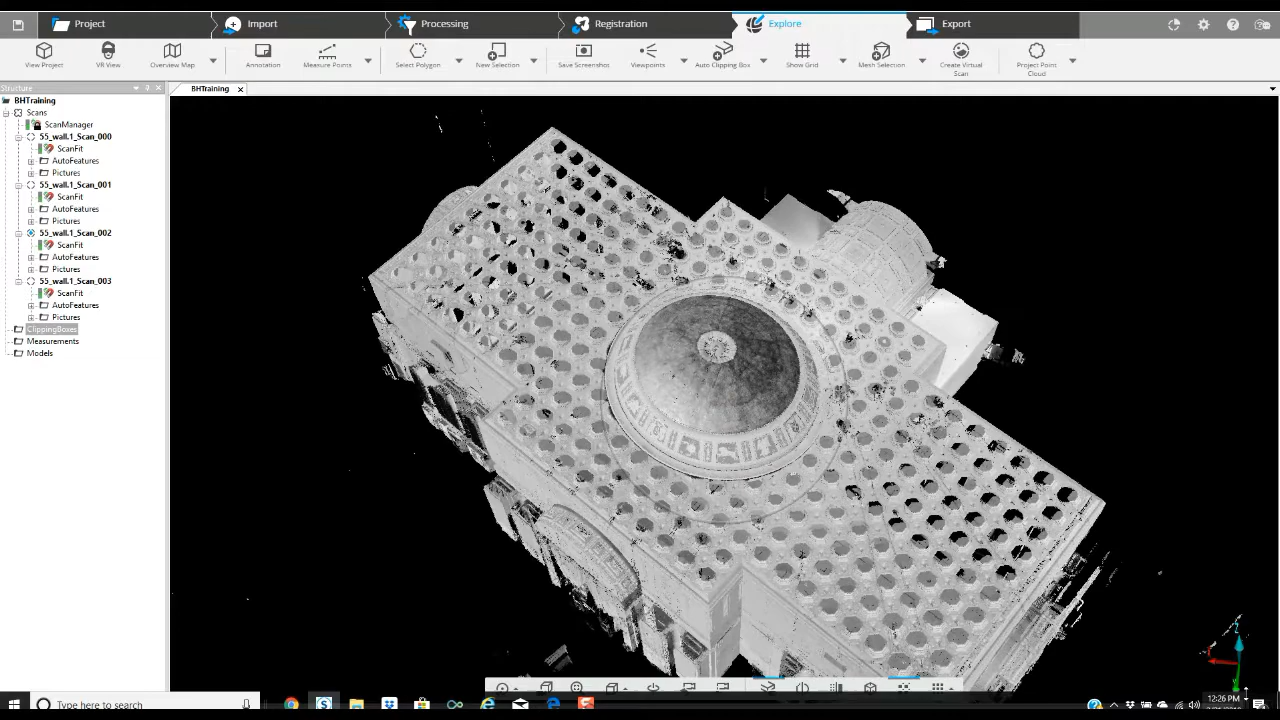 Project Import Processing Registration Explore Export
View Project VR View Overview Map Annotation Measure Points Select Polygon New Selection Save Screenshot Viewpoints Auto Clipping Box Show Grid Mesh Selection Create Virtual Scan Project Point Cloud
Structure
BHTraining
BHTraining
Scans
ScanManager
55_wall.1_Scan_000
ScanFit
AutoFeatures
Pictures
55_wall.1_Scan_001
ScanFit
AutoFeatures
Pictures
55_wall.1_Scan_002
ScanFit
AutoFeatures
Pictures
55_wall.1_Scan_003
ScanFit
AutoFeatures
Pictures
ClippingBoxes
Measurements
Models
Type here to search
12:26 PM